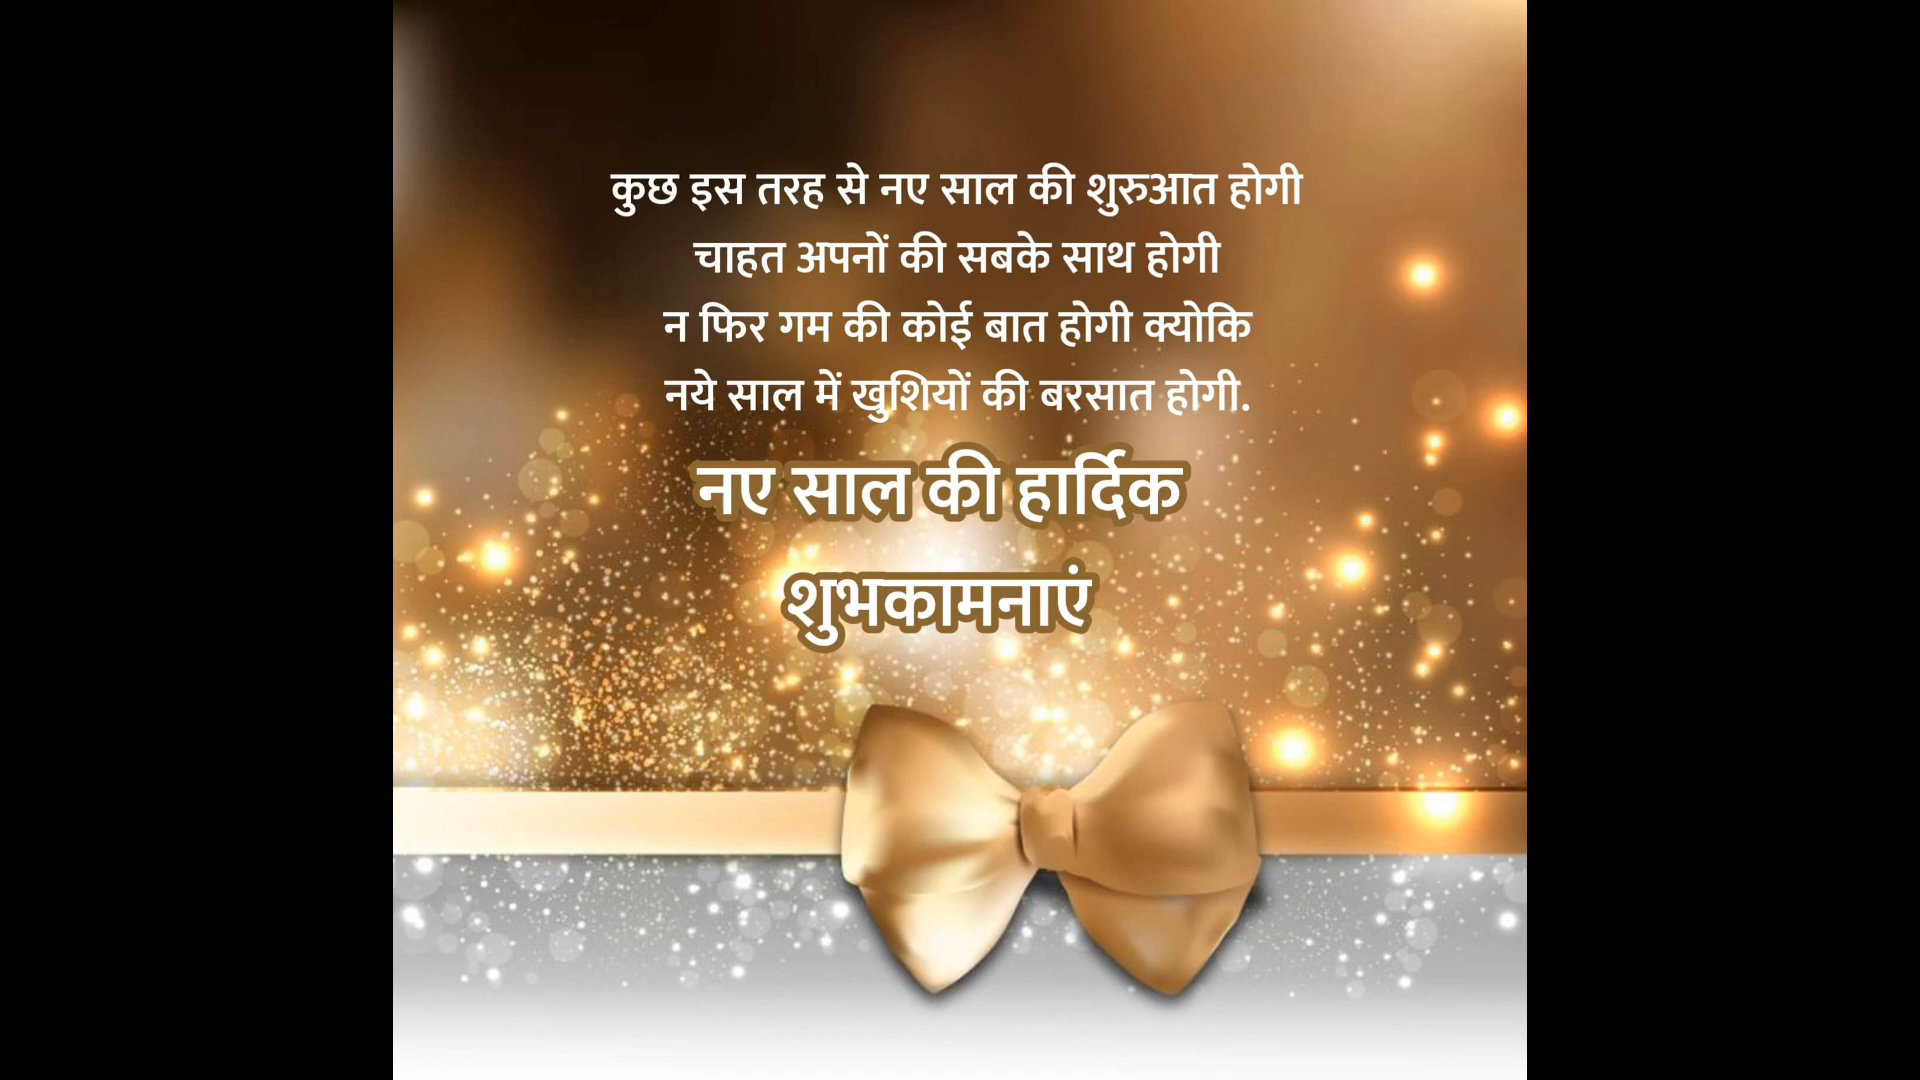 कुछ इस तरह से नए साल की शुरुआत होगी
चाहत अपनों की सबके साथ होगी
न फिर गम की कोई बात होगी क्योकि
नये साल में खुशियों की बरसात होगी.
नए साल की हार्दिक
शुभकामनाएं